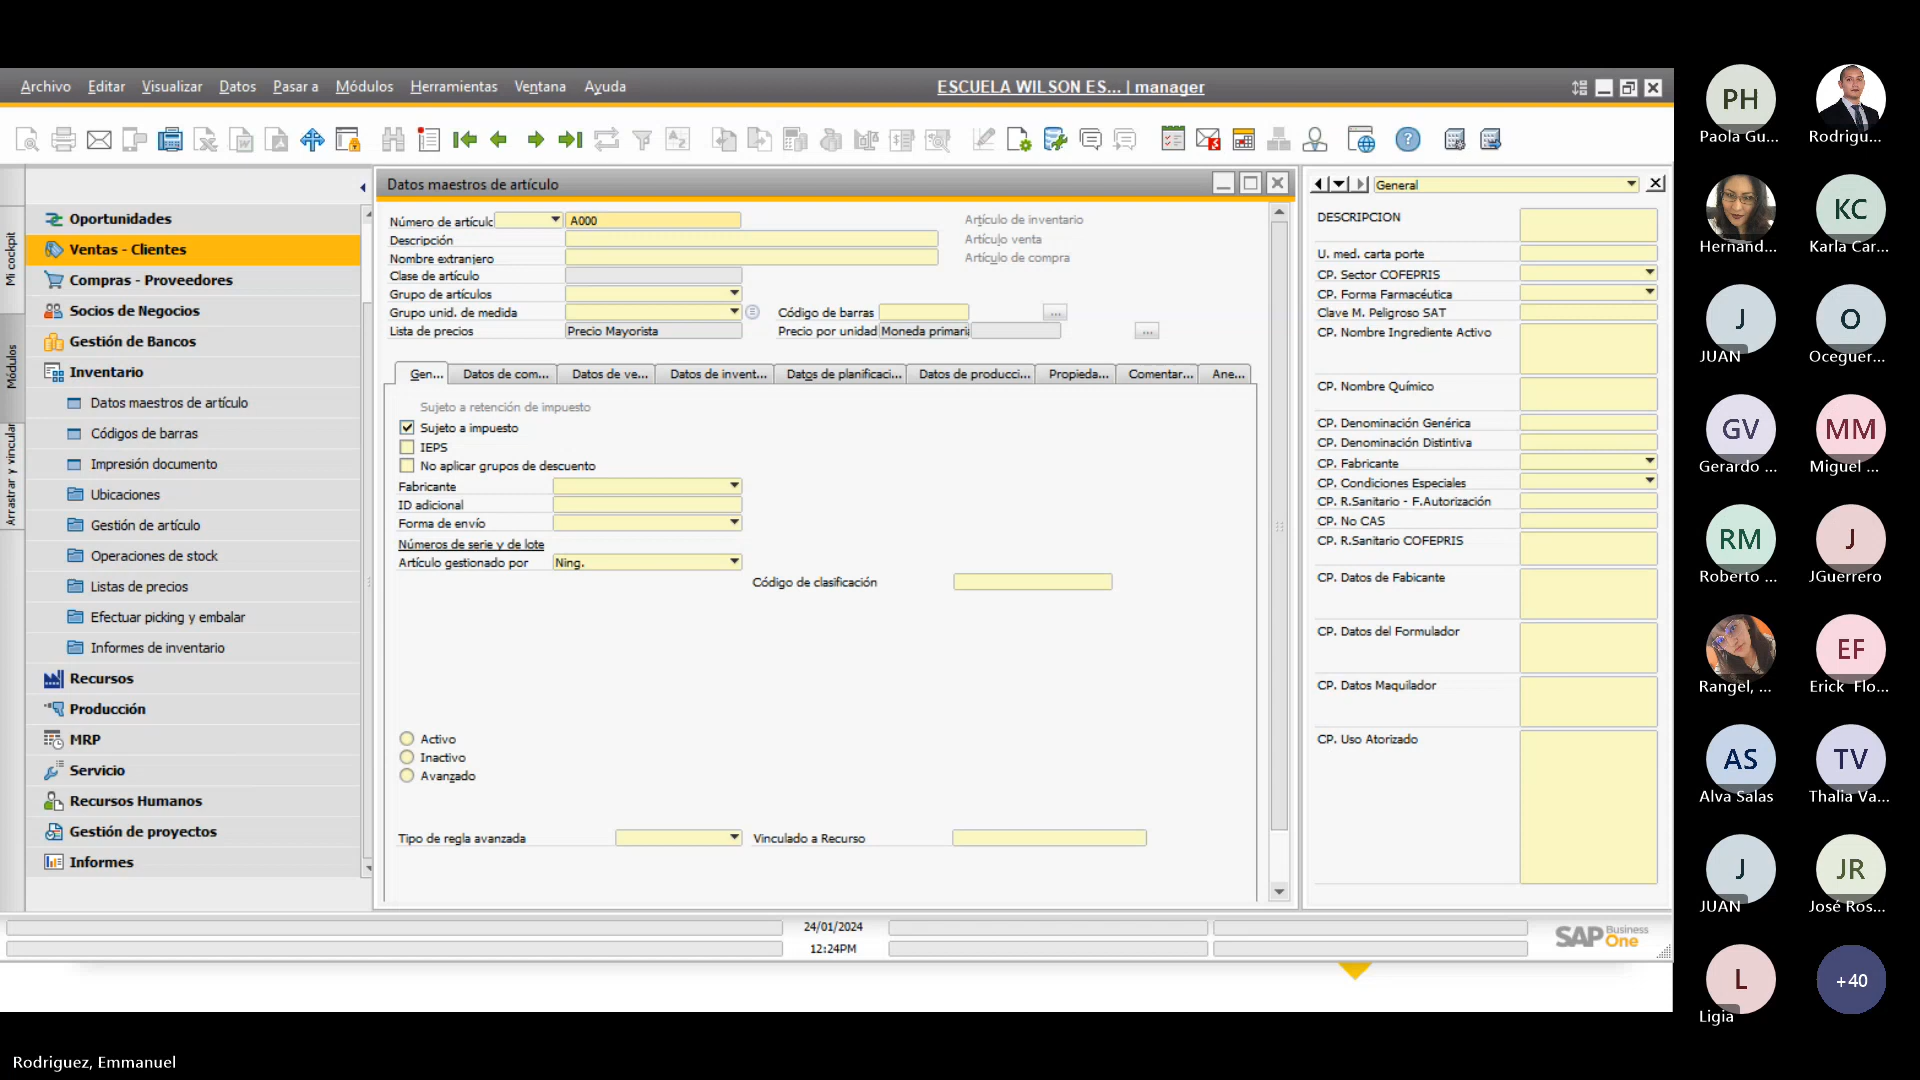 Archivo Editar Visualizar Datos Pasar a Módulos Herramientas Ventana Ayuda
ESCUELA WILSON ES... | manager
Mi cockpit
Módulos
Arrastrar y vincular
Oportunidades
Ventas - Clientes
Compras - Proveedores
Socios de Negocios
Gestión de Bancos
Inventario
Datos maestros de artículo
Códigos de barras
Impresión documento
Ubicaciones
Gestión de artículo
Operaciones de stock
Listas de precios
Efectuar picking y embalar
Informes de inventario
Recursos
Producción
MRP
Servicio
Recursos Humanos
Gestión de proyectos
Informes
Datos maestros de artículo
Número de artículo A000 Artículo de inventario
Descripción Artículo venta
Nombre extranjero Artículo de compra
Clase de artículo
Grupo de artículos
Grupo unid. de medida Código de barras ...
Lista de precios Precio Mayorista Precio por unidad Moneda primaria ...
Gen... Datos de com... Datos de ve... Datos de invent... Datos de planificaci... Datos de producci... Propieda... Comentar... Ane...
Sujeto a retención de impuesto
Sujeto a impuesto
IEPS
No aplicar grupos de descuento
Fabricante
ID adicional
Forma de envío
Números de serie y de lote
Artículo gestionado por Ning.
Código de clasificación
Activo
Inactivo
Avanzado
Tipo de regla avanzada Vinculado a Recurso
General
DESCRIPCION
U. med. carta porte
CP. Sector COFEPRIS
CP. Forma Farmacéutica
Clave M. Peligroso SAT
CP. Nombre Ingrediente Activo
CP. Nombre Químico
CP. Denominación Genérica
CP. Denominación Distintiva
CP. Fabricante
CP. Condiciones Especiales
CP. R.Sanitario - F.Autorización
CP. No CAS
CP. R.Sanitario COFEPRIS
CP. Datos de Fabicante
CP. Datos del Formulador
CP. Datos Maquilador
CP. Uso Atorizado
24/01/2024
12:24PM
SAP Business One
PH
Paola Gu... Rodrigu...
KC
Hernánd... Karla Car...
J O
JUAN Oceguer...
GV MM
Gerardo ... Miguel ...
RM J
Roberto ... JGuerrero
EF
Rangel, ... Erick Flo...
AS TV
Alva Salas Thalia Va...
J JR
JUAN José Ros...
L +40
Ligia
Rodriguez, Emmanuel